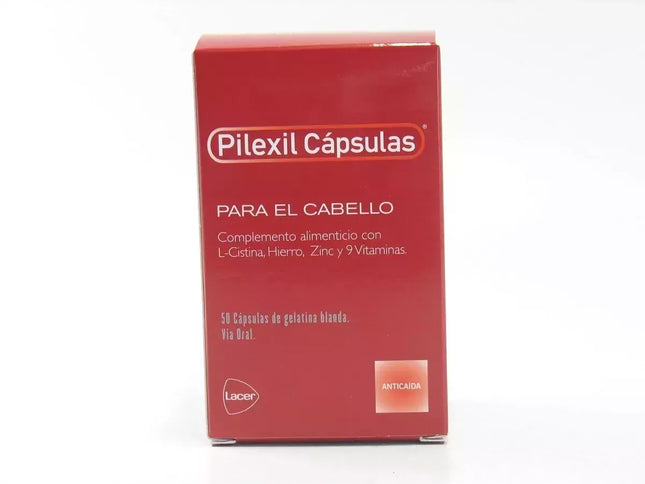 Pilexil Cápsulas®
PARA EL CABELLO
Complemento alimenticio con
L-Cistina, Hierro, Zinc y 9 Vitaminas.
50 Cápsulas de gelatina blanda.
Via Oral.
Lacer
ANTICAÍDA